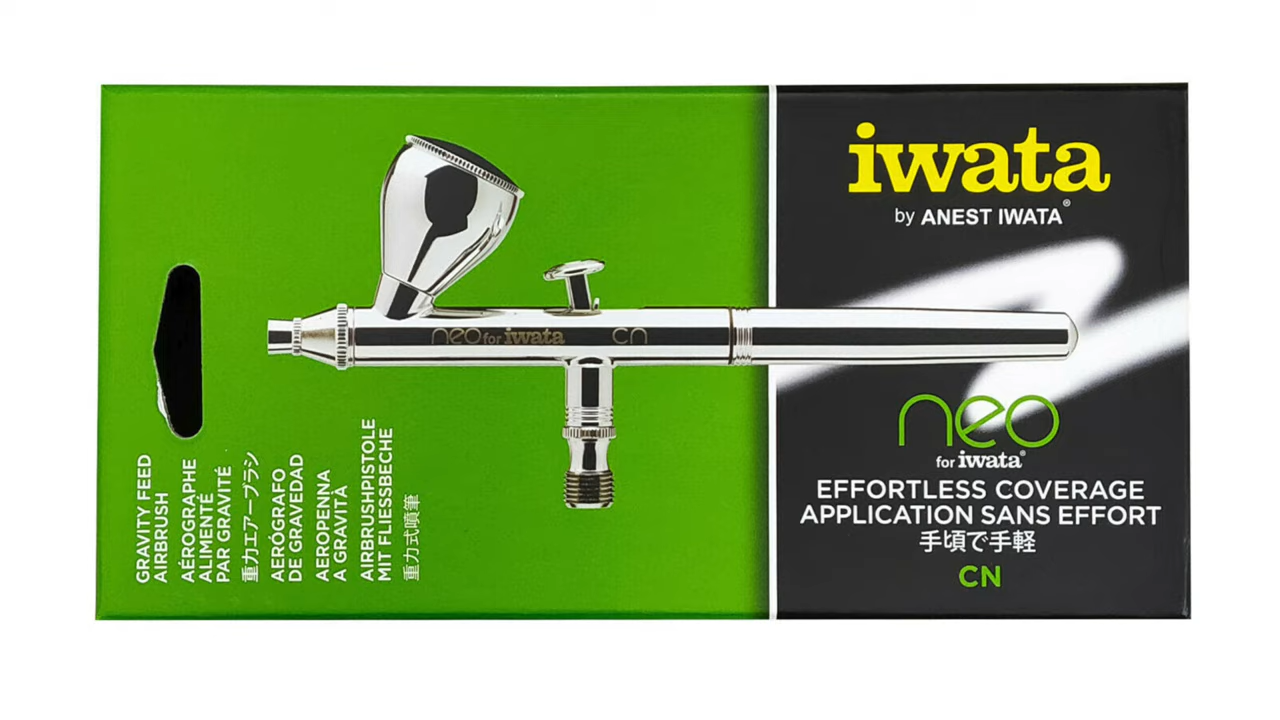 iwata
by ANEST IWATA®
neo for iwata CN
neo
for iwata®
EFFORTLESS COVERAGE
APPLICATION SANS EFFORT
手頃で手軽
CN
GRAVITY FEED
AIRBRUSH
AÉROGRAPHE
ALIMENTÉ
PAR GRAVITÉ
重力エアーブラシ
AERÓGRAFO
DE GRAVEDAD
AEROPENNA
A GRAVITÀ
AIRBRUSHPISTOLE
MIT FLIESSBECHE
重力式噴筆